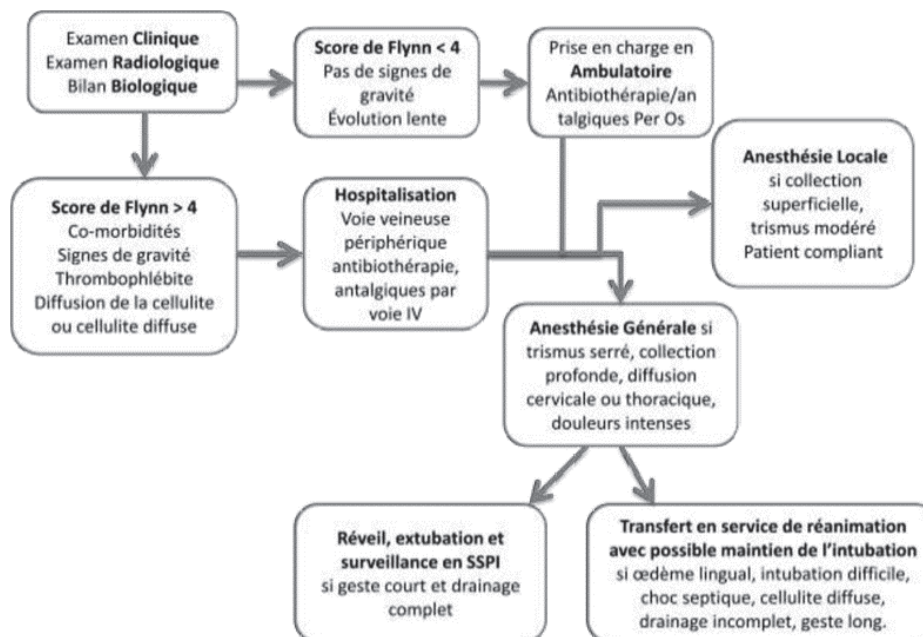 Examen Clinique
Examen Radiologique
Bilan Biologique
Score de Flynn < 4
Pas de signes de
gravité
Évolution lente
Prise en charge en
Ambulatoire
Antibiothérapie/an
talgiques Per Os
Anesthésie Locale
si collection
superficielle,
trismus modéré
Patient compliant
Score de Flynn > 4
Co-morbidités
Signes de gravité
Thrombophlébite
Diffusion de la cellulite
ou cellulite diffuse
Hospitalisation
Voie veineuse
périphérique
antibiothérapie,
antalgiques par
voie IV
Anesthésie Générale si
trismus serré, collection
profonde, diffusion
cervicale ou thoracique,
douleurs intenses
Réveil, extubation et
surveillance en SSPI
si geste court et drainage
complet
Transfert en service de réanimation
avec possible maintien de l'intubation
si œdème lingual, intubation difficile,
choc septique, cellulite diffuse,
drainage incomplet, geste long.